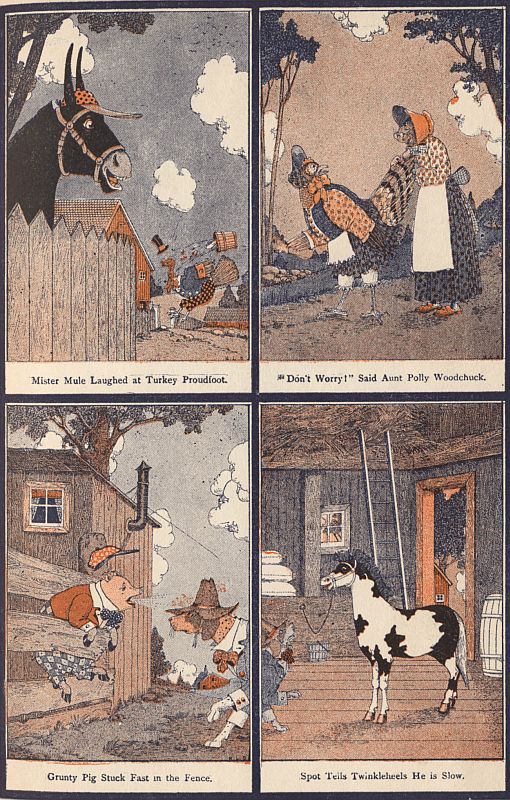 Mister Mule Laughed at Turkey Proudfoot.
"Don't Worry!" Said Aunt Polly Woodchuck.
Grunty Pig Stuck Fast in the Fence.
Spot Tells Twinkleheels He is Slow.